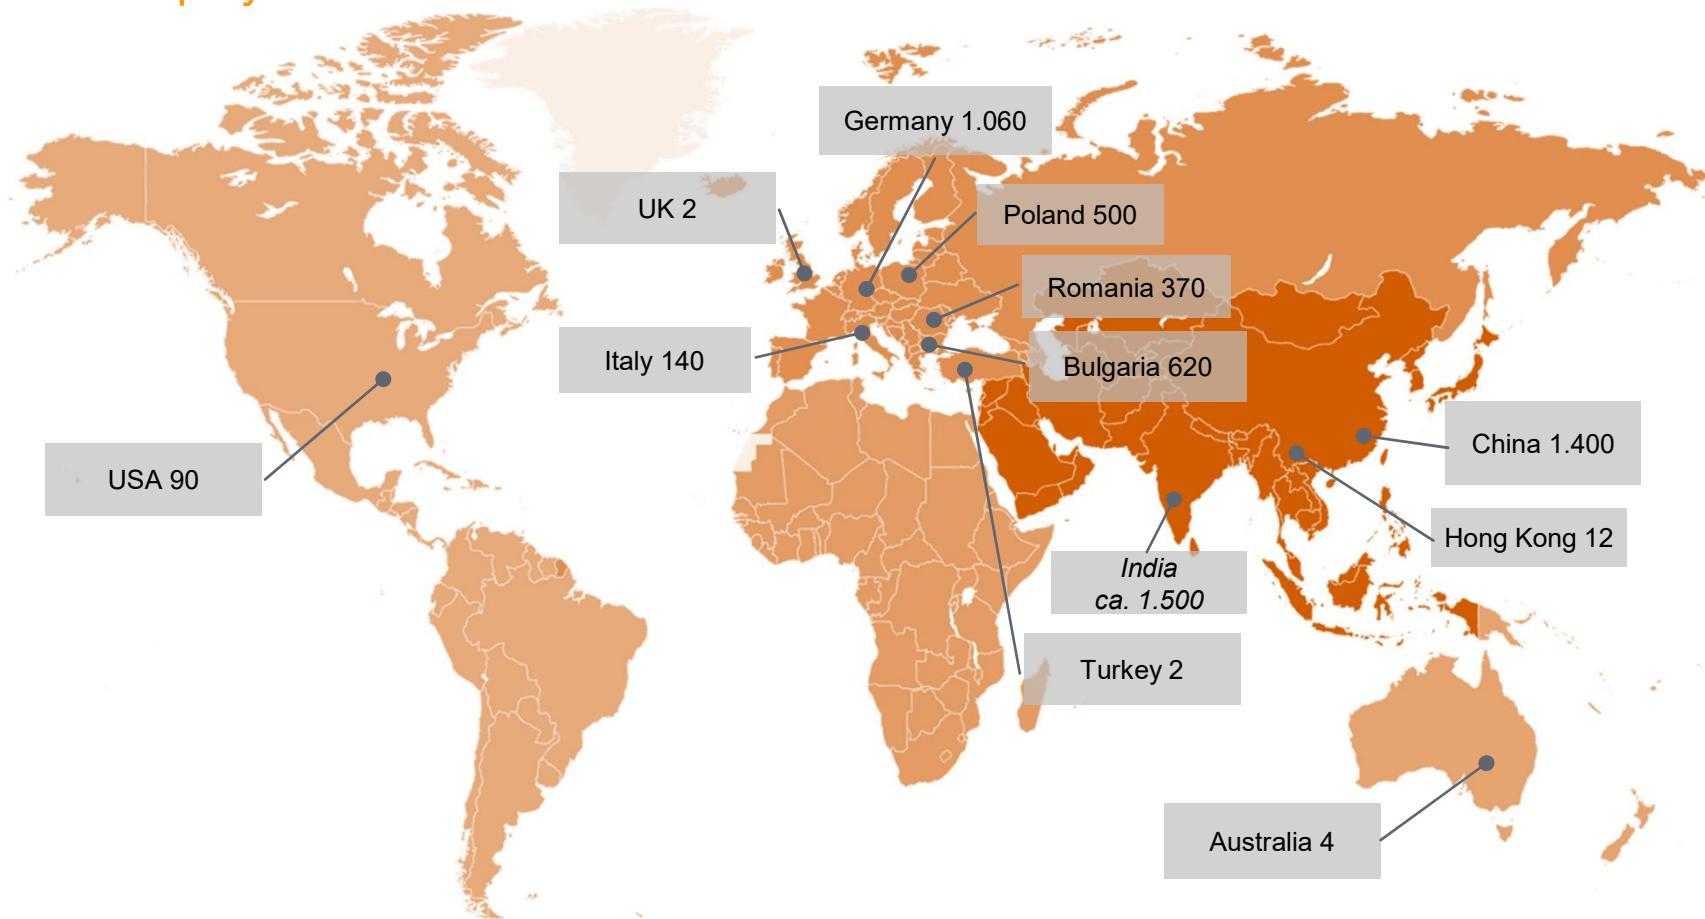 Germany 1.060
UK 2
Poland 500
Romania 370
Italy 140
Bulgaria 620
USA 90
China 1.400
Hong Kong 12
India
ca. 1.500
Turkey 2
Australia 4